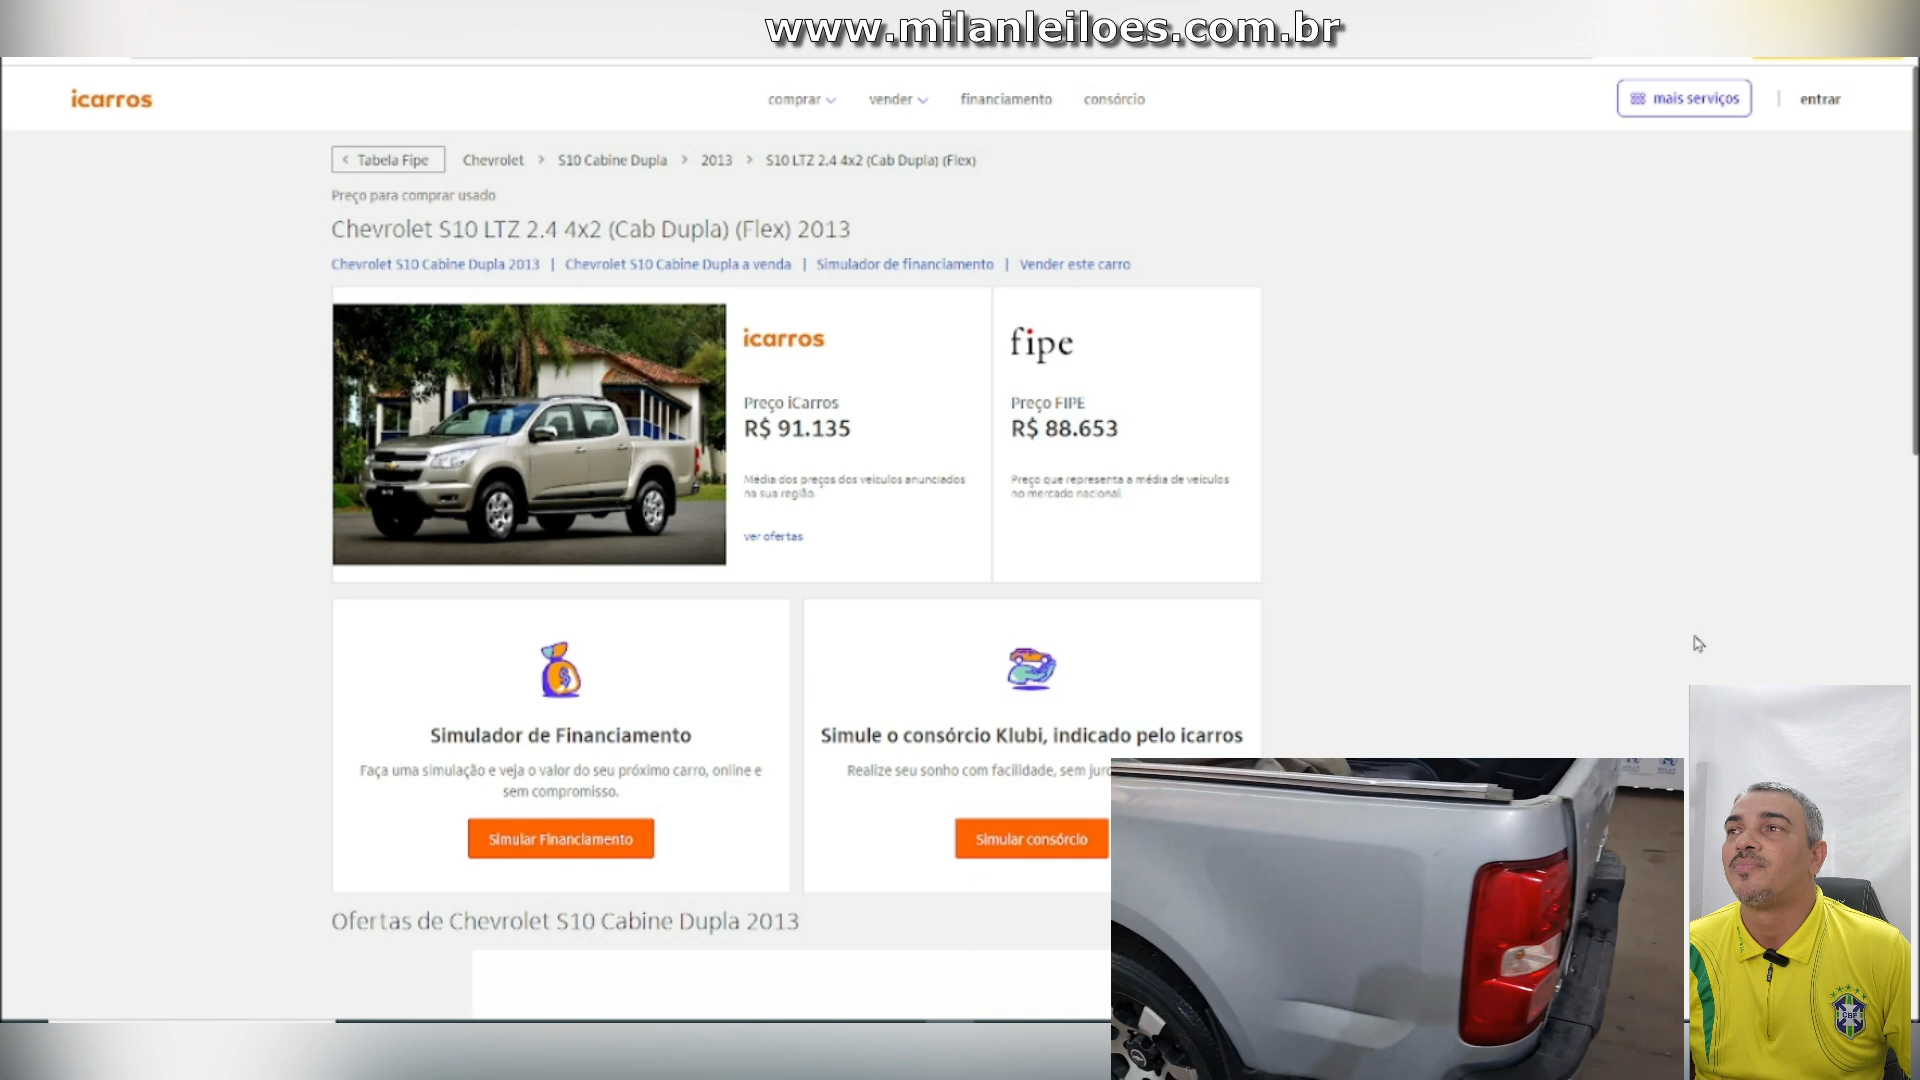 www.milanleiloes.com.br
icarros
comprar
vender
financiamento
consórcio
mais serviços
entrar
Tabela Fipe
Chevrolet > S10 Cabine Dupla > 2013 > S10 LTZ 2.4 4x2 (Cab Dupla) (Flex)
Preço para comprar usado
Chevrolet S10 LTZ 2.4 4x2 (Cab Dupla) (Flex) 2013
Chevrolet S10 Cabine Dupla 2013 | Chevrolet S10 Cabine Dupla a venda | Simulador de financiamento | Vender este carro
icarros
Preço iCarros
R$ 91.135
Média dos preços dos veículos anunciados
na sua região.
ver ofertas
fipe
Preço FIPE
R$ 88.653
Preço que representa a média de veículos
no mercado nacional.
Simulador de Financiamento
Faça uma simulação e veja o valor do seu próximo carro, online e
sem compromisso.
Simular Financiamento
Simule o consórcio Klubi, indicado pelo icarros
Realize seu sonho com facilidade, sem
Simular consórcio
Ofertas de Chevrolet S10 Cabine Dupla 2013
CBF